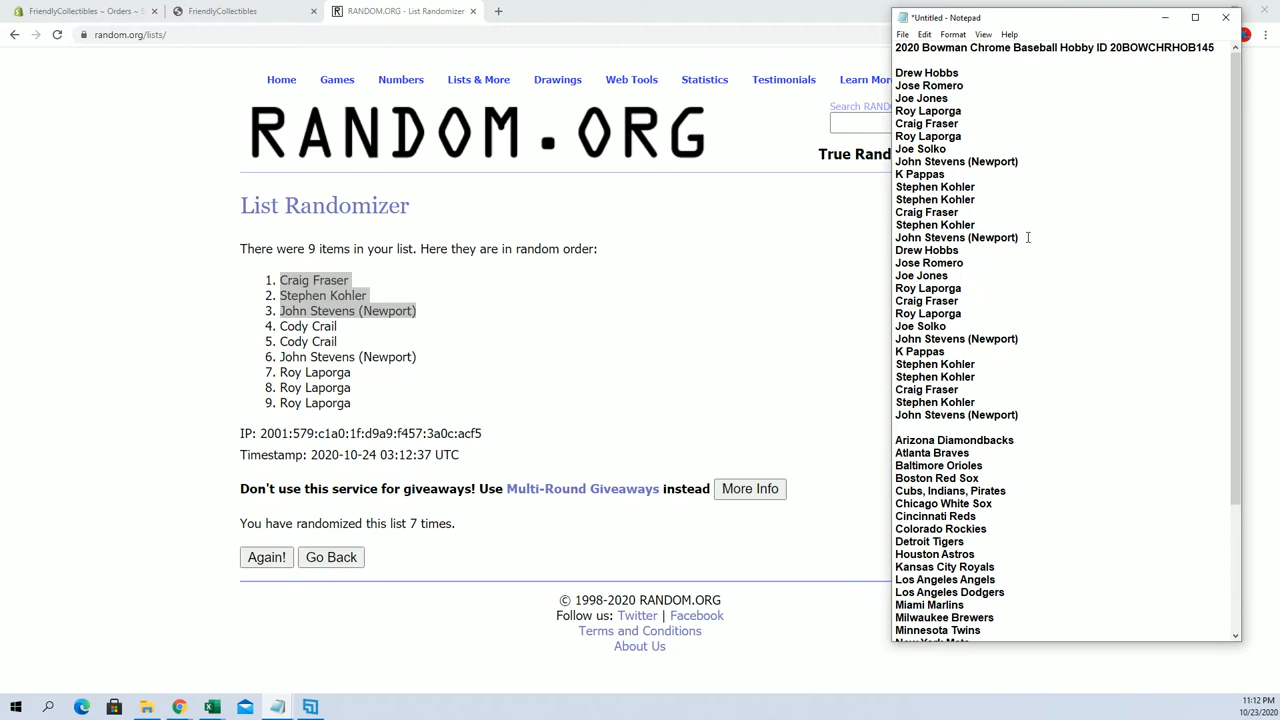 FriendlyCollectibles ~ Orders ~ S
FriendlyCollectibles
RANDOM.ORG - List Randomizer
random.org/lists/
Home Games Numbers Lists & More Drawings Web Tools Statistics Testimonials Learn More
Search RAND
RANDOM.ORG
True Rand
List Randomizer
There were 9 items in your list. Here they are in random order:
1. Craig Fraser
2. Stephen Kohler
3. John Stevens (Newport)
4. Cody Crail
5. Cody Crail
6. John Stevens (Newport)
7. Roy Laporga
8. Roy Laporga
9. Roy Laporga
IP: 2001:579:c1a0:1f:d9a9:f457:3a0c:acf5
Timestamp: 2020-10-24 03:12:37 UTC
Don't use this service for giveaways! Use Multi-Round Giveaways instead More Info
You have randomized this list 7 times.
Again! Go Back
© 1998-2020 RANDOM.ORG
Follow us: Twitter | Facebook
Terms and Conditions
About Us
*Untitled - Notepad
File Edit Format View Help
2020 Bowman Chrome Baseball Hobby ID 20BOWCHRHOB145
Drew Hobbs
Jose Romero
Joe Jones
Roy Laporga
Craig Fraser
Roy Laporga
Joe Solko
John Stevens (Newport)
K Pappas
Stephen Kohler
Stephen Kohler
Craig Fraser
Stephen Kohler
John Stevens (Newport)
Drew Hobbs
Jose Romero
Joe Jones
Roy Laporga
Craig Fraser
Roy Laporga
Joe Solko
John Stevens (Newport)
K Pappas
Stephen Kohler
Stephen Kohler
Craig Fraser
Stephen Kohler
John Stevens (Newport)
Arizona Diamondbacks
Atlanta Braves
Baltimore Orioles
Boston Red Sox
Cubs, Indians, Pirates
Chicago White Sox
Cincinnati Reds
Colorado Rockies
Detroit Tigers
Houston Astros
Kansas City Royals
Los Angeles Angels
Los Angeles Dodgers
Miami Marlins
Milwaukee Brewers
Minnesota Twins
New York Mets
11:12 PM
10/23/2020